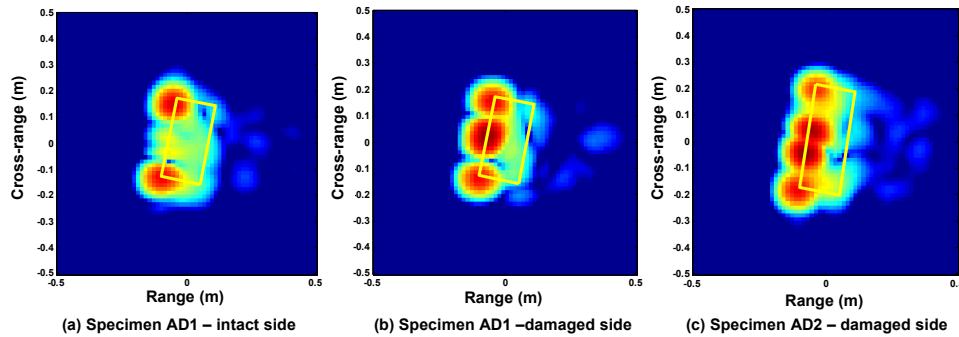 0.5
0.4
0.3
0.2
0.1
0
-0.1
-0.2
-0.3
-0.4
-0.5
Cross-range (m)
-0.5 0 0.5
Range (m)
(a) Specimen AD1 – intact side
0.5
0.4
0.3
0.2
0.1
0
-0.1
-0.2
-0.3
-0.4
-0.5
Cross-range (m)
-0.5 0 0.5
Range (m)
(b) Specimen AD1 –damaged side
0.5
0.4
0.3
0.2
0.1
0
-0.1
-0.2
-0.3
-0.4
-0.5
Cross-range (m)
-0.5 0 0.5
Range (m)
(c) Specimen AD2 – damaged side